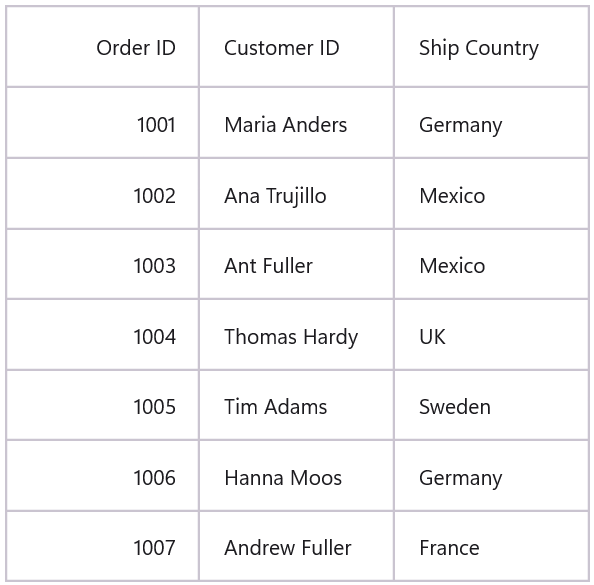 Order ID Customer ID Ship Country
1001 Maria Anders Germany
1002 Ana Trujillo Mexico
1003 Ant Fuller Mexico
1004 Thomas Hardy UK
1005 Tim Adams Sweden
1006 Hanna Moos Germany
1007 Andrew Fuller France